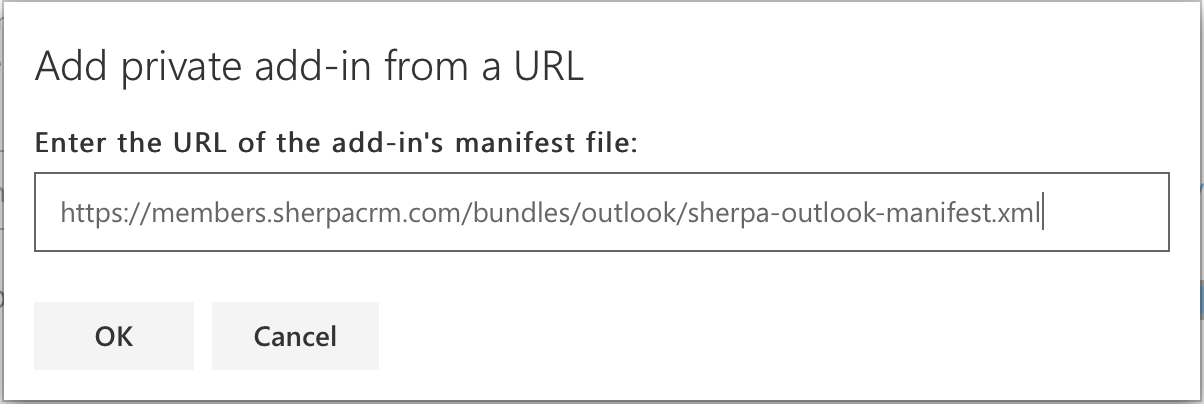 Add private add-in from a URL
Enter the URL of the add-in's manifest file:
https://members.sherpacrm.com/bundles/outlook/sherpa-outlook-manifest.xml
OK Cancel